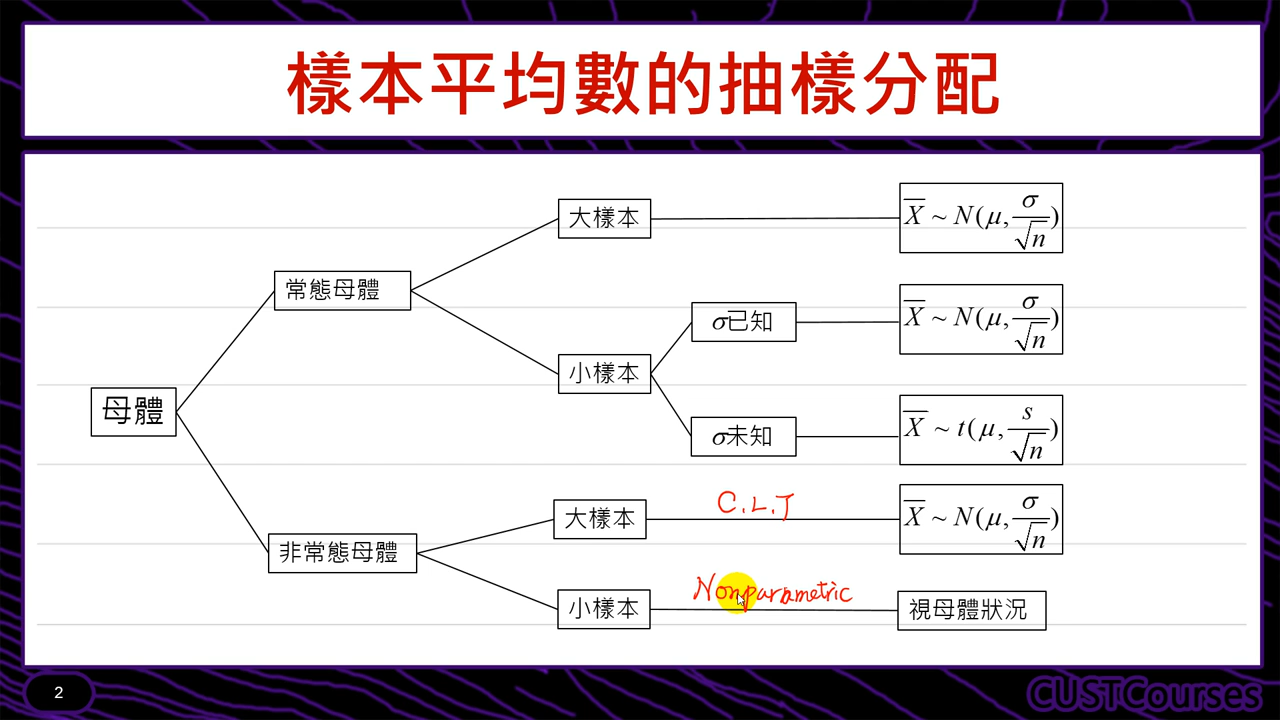 樣本平均數的抽樣分配
大樣本
X̄ ~ N(μ, σ/√n)
常態母體
σ已知
X̄ ~ N(μ, σ/√n)
小樣本
母體
σ未知
X̄ ~ t(μ, s/√n)
C.L.T
大樣本
X̄ ~ N(μ, σ/√n)
非常態母體
Nonparametric
小樣本
視母體狀況
2
CUSTCourses